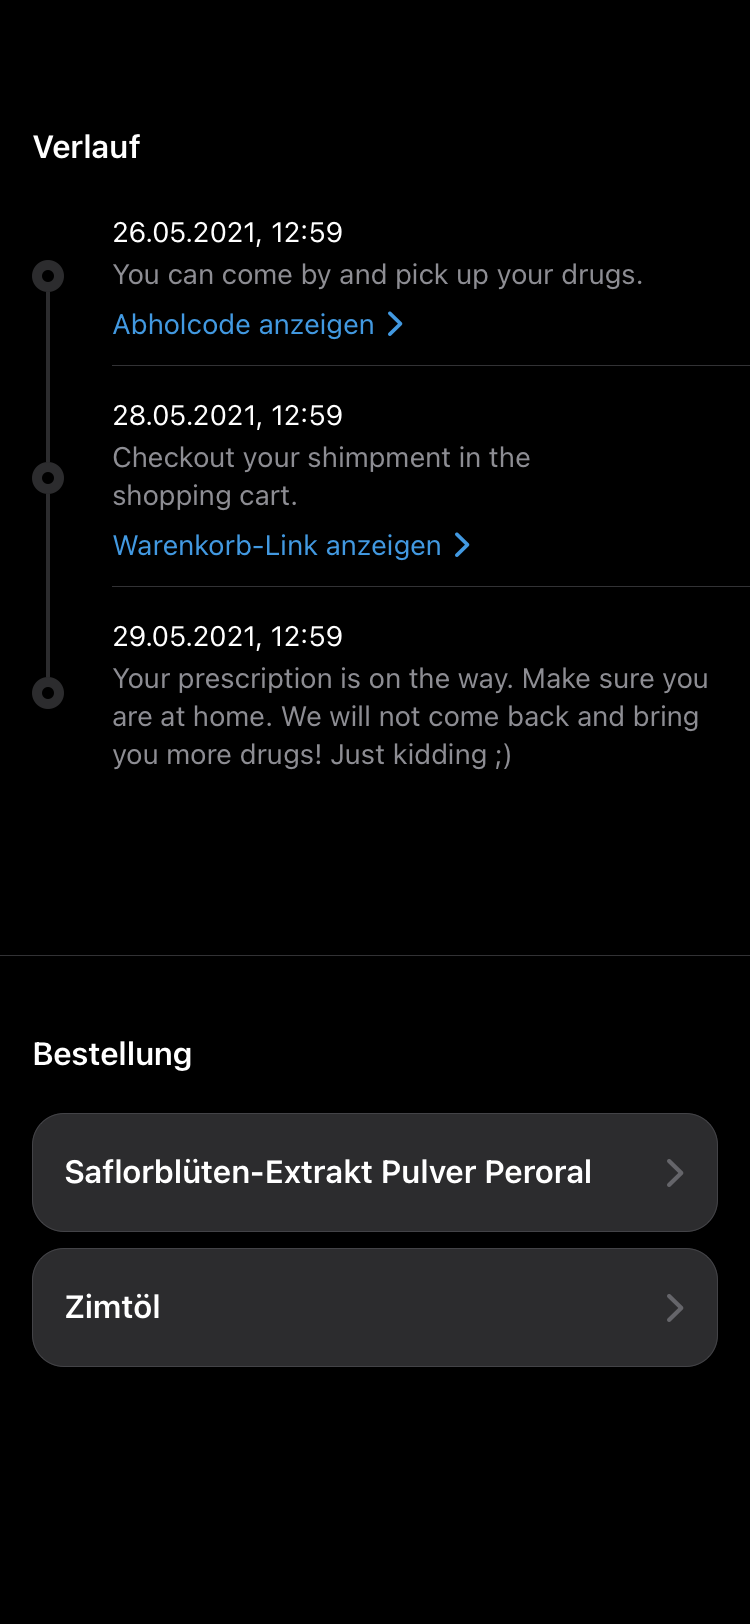 Verlauf
26.05.2021, 12:59
You can come by and pick up your drugs.
Abholcode anzeigen
28.05.2021, 12:59
Checkout your shimpment in the
shopping cart.
Warenkorb-Link anzeigen
29.05.2021, 12:59
Your prescription is on the way. Make sure you
are at home. We will not come back and bring
you more drugs! Just kidding ;)
Bestellung
Saflorblüten-Extrakt Pulver Peroral
Zimtöl